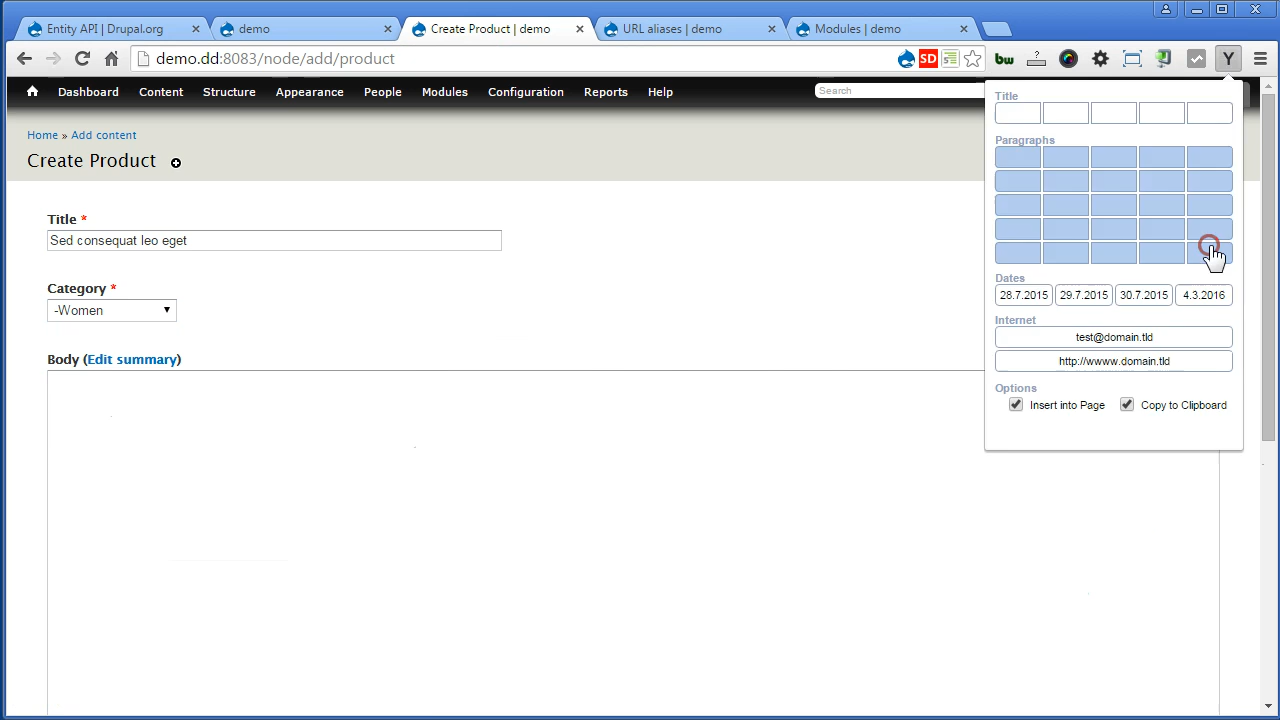 Entity API | Drupal.org
demo
Create Product | demo
URL aliases | demo
Modules | demo
demo.dd:8083/node/add/product
SD
bw
Y
Dashboard Content Structure Appearance People Modules Configuration Reports Help
Search
Home » Add content
Create Product
Title *
Sed consequat leo eget
Category *
-Women
Body (Edit summary)
Title
Paragraphs
Dates
28.7.2015 29.7.2015 30.7.2015 4.3.2016
Internet
test@domain.tld
http://wwww.domain.tld
Options
Insert into Page Copy to Clipboard